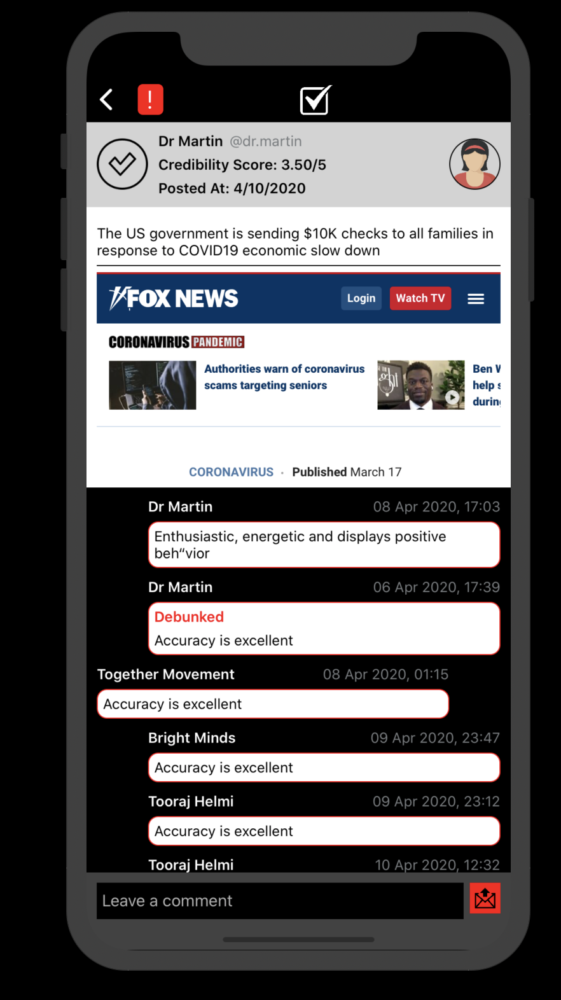 !
Dr Martin @dr.martin
Credibility Score: 3.50/5
Posted At: 4/10/2020
The US government is sending $10K checks to all families in
response to COVID19 economic slow down
FOX NEWS
Login
Watch TV
CORONAVIRUS PANDEMIC
Authorities warn of coronavirus
scams targeting seniors
ght
Ben
help
CORONAVIRUS · Published March 17
Dr Martin 08 Apr 2020, 17:03
Enthusiastic, energetic and displays positive
beh“vior
Dr Martin 06 Apr 2020, 17:39
Debunked
Accuracy is excellent
Together Movement 08 Apr 2020, 01:15
Accuracy is excellent
Bright Minds 09 Apr 2020, 23:47
Accuracy is excellent
Tooraj Helmi 09 Apr 2020, 23:12
Accuracy is excellent
Tooraj Helmi 10 Apr 2020, 12:32
Leave a comment